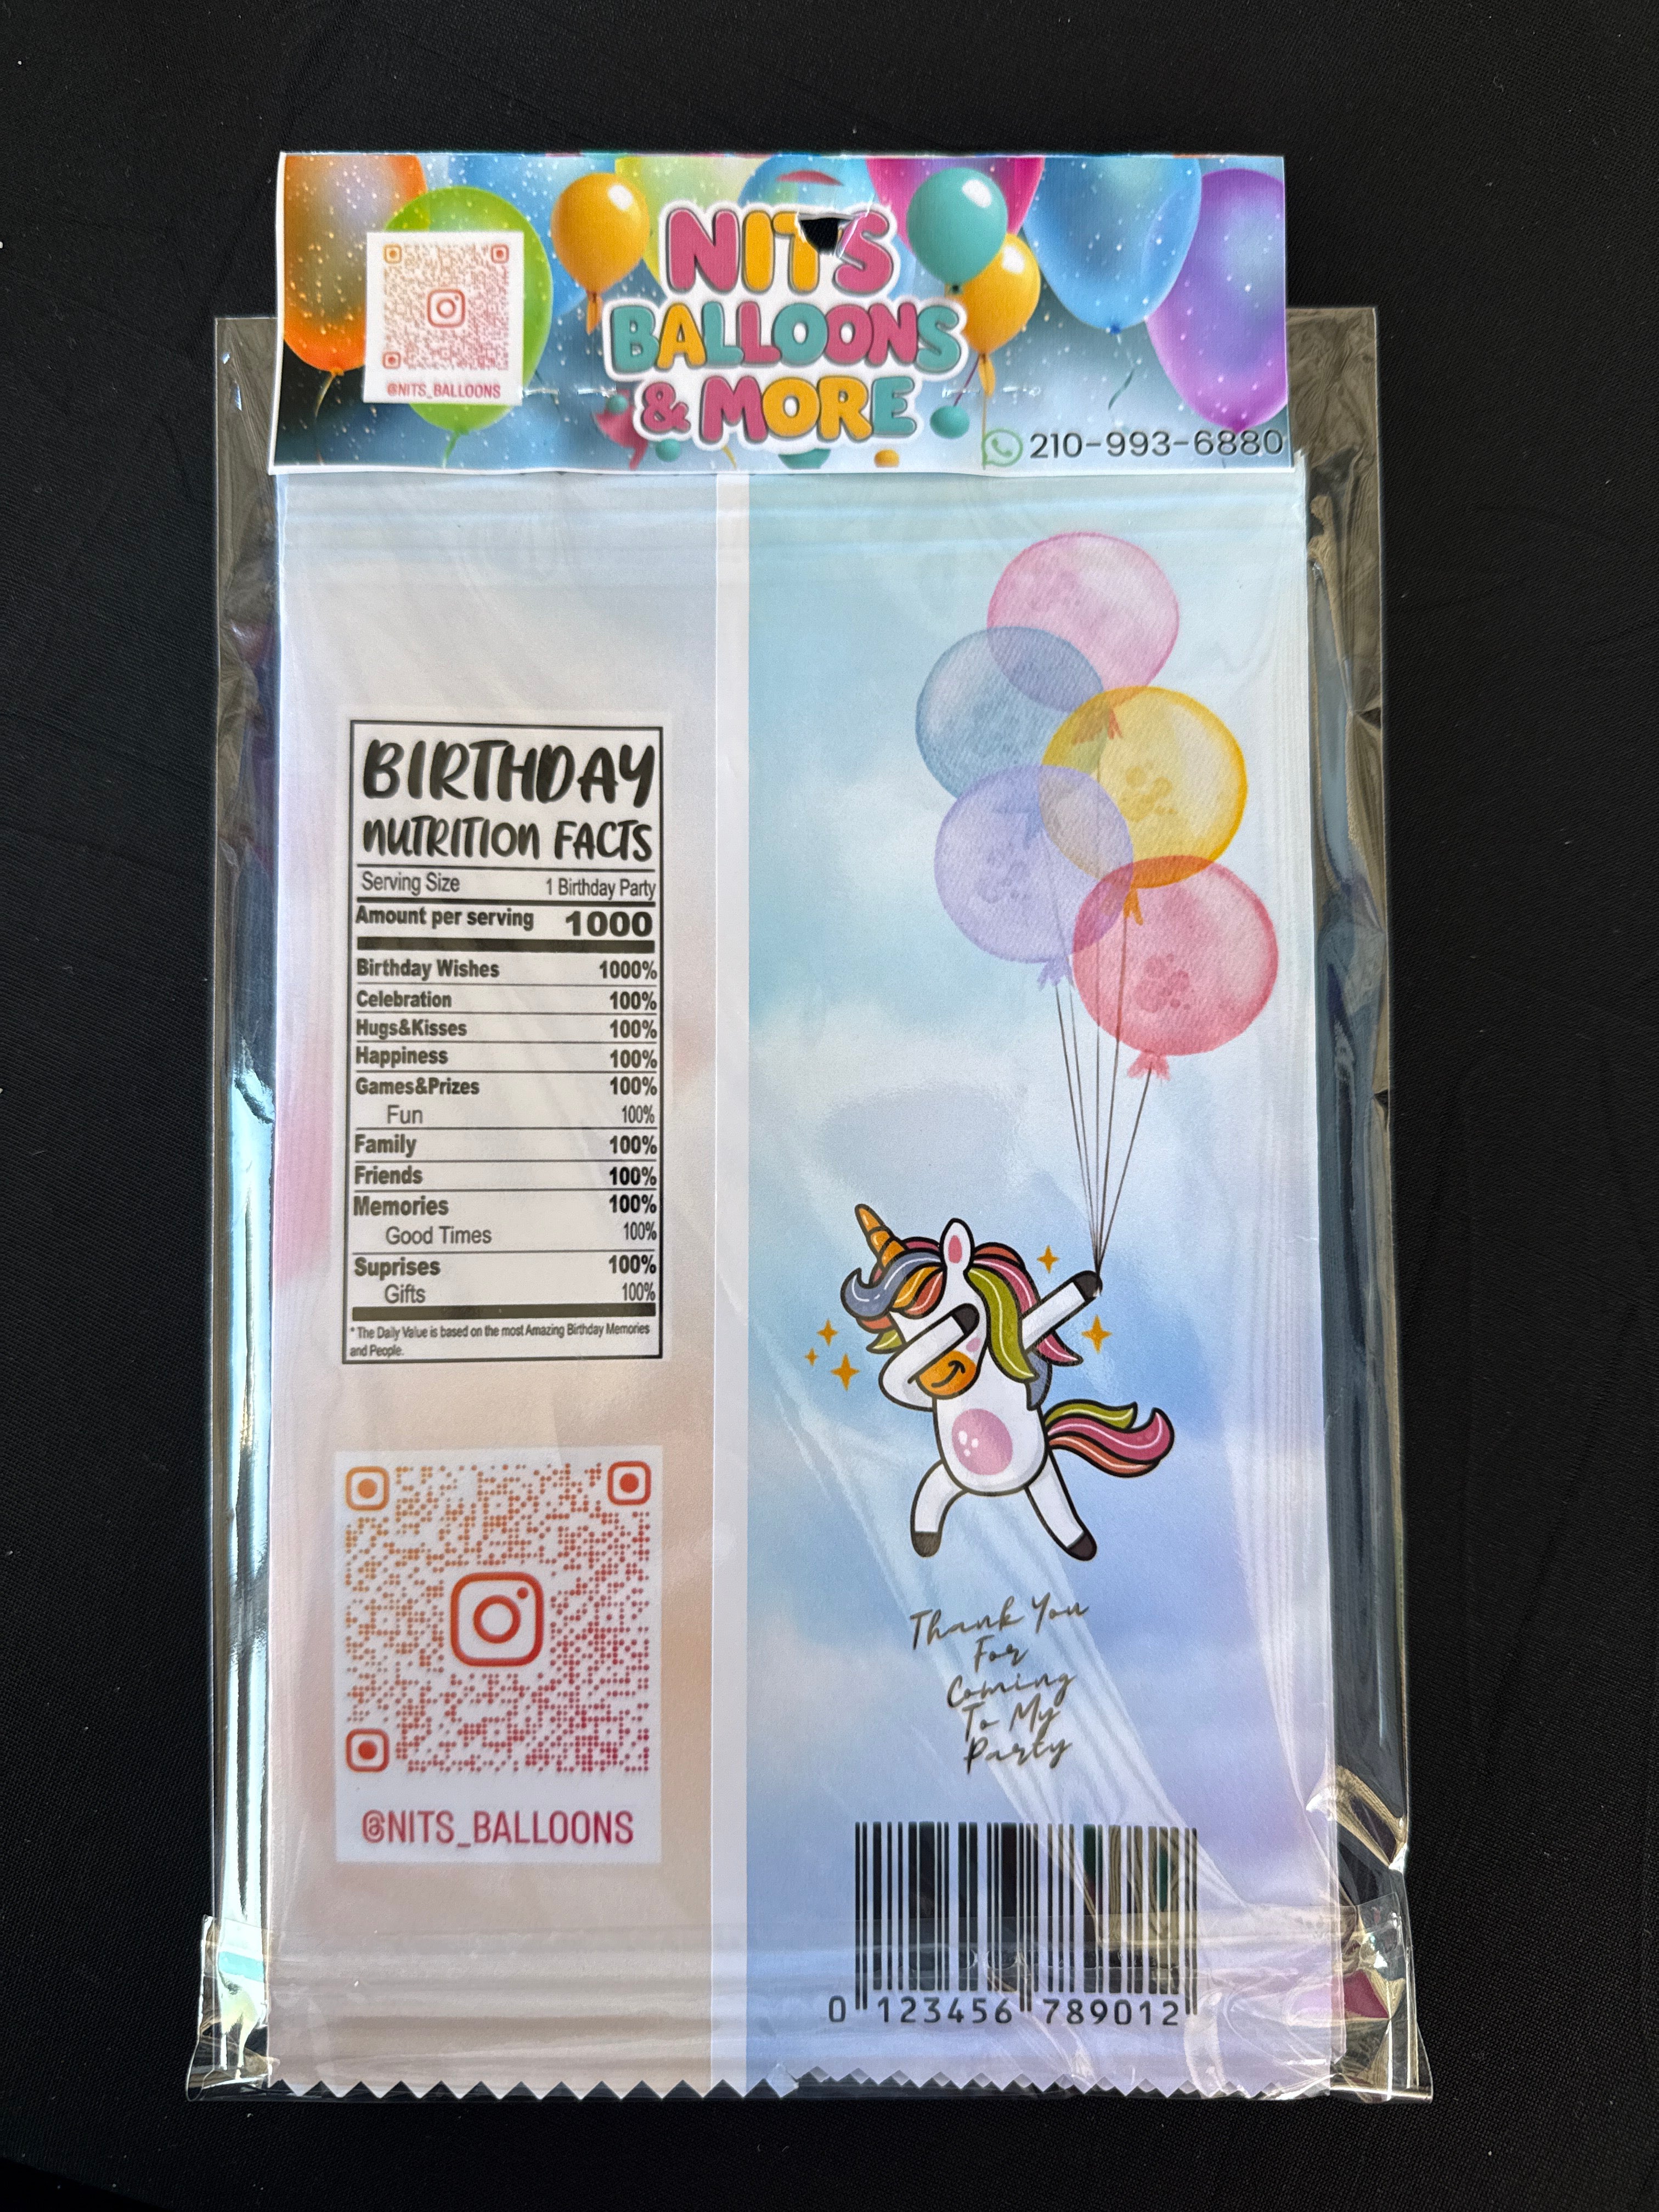 NIT'S
BALLOONS
& MORE
@NITS_BALLOONS
210-993-6880
BIRTHDAY
NUTRITION FACTS
Serving Size 1 Birthday Party
Amount per serving 1000
Birthday Wishes 1000%
Celebration 100%
Hugs&Kisses 100%
Happiness 100%
Games&Prizes 100%
Fun 100%
Family 100%
Friends 100%
Memories 100%
Good Times 100%
Suprises 100%
Gifts 100%
* The Daily Value is based on the most Amazing Birthday Memories
and People.
@NITS_BALLOONS
Thank You
For
Coming
To My
Party
0 123456 789012